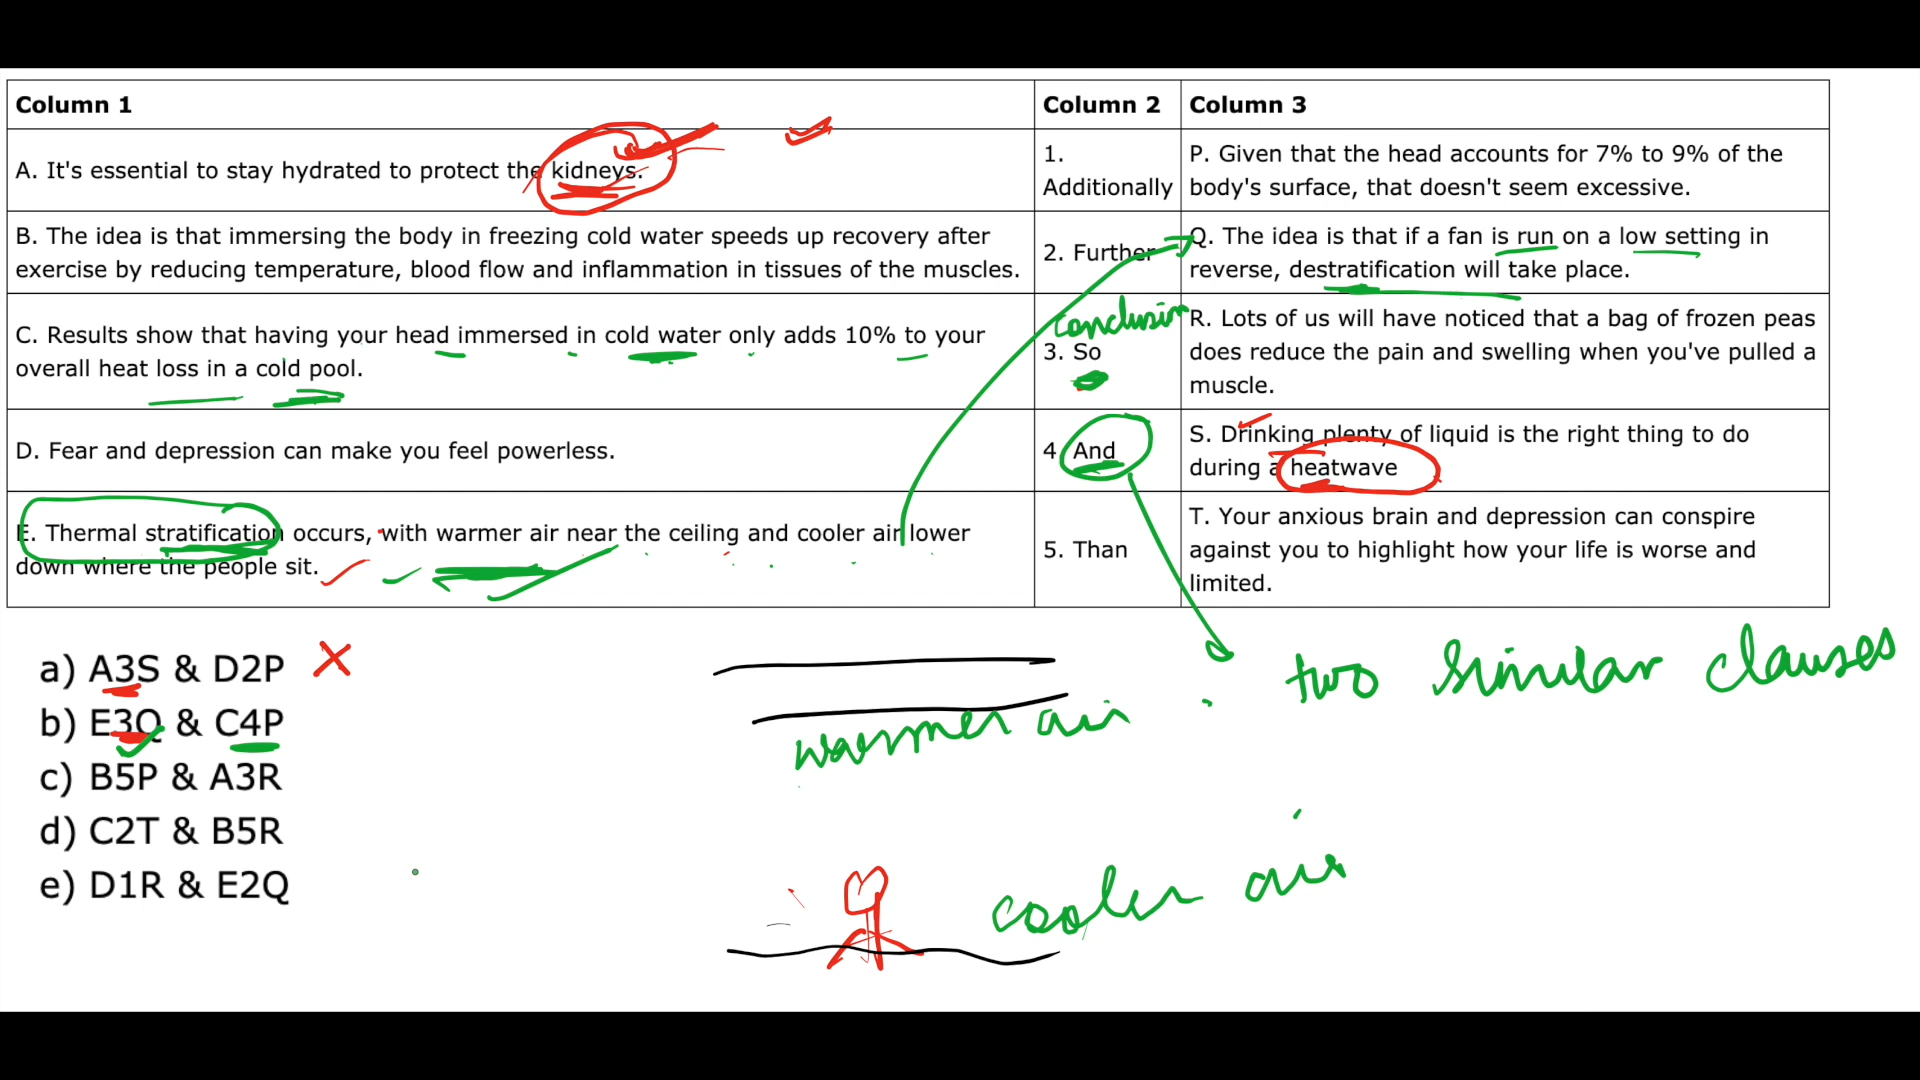 Column 1
Column 2
Column 3
A. It's essential to stay hydrated to protect the kidneys.
1.
Additionally
P. Given that the head accounts for 7% to 9% of the
body's surface, that doesn't seem excessive.
B. The idea is that immersing the body in freezing cold water speeds up recovery after
exercise by reducing temperature, blood flow and inflammation in tissues of the muscles.
2. Further
Q. The idea is that if a fan is run on a low setting in
reverse, destratification will take place.
C. Results show that having your head immersed in cold water only adds 10% to your
overall heat loss in a cold pool.
conclusion
3. So
R. Lots of us will have noticed that a bag of frozen peas
does reduce the pain and swelling when you've pulled a
muscle.
D. Fear and depression can make you feel powerless.
4 And
S. Drinking plenty of liquid is the right thing to do
during a heatwave
E. Thermal stratification occurs, with warmer air near the ceiling and cooler air lower
down where the people sit.
5. Than
T. Your anxious brain and depression can conspire
against you to highlight how your life is worse and
limited.
a) A3S & D2P
b) E3Q & C4P
c) B5P & A3R
d) C2T & B5R
e) D1R & E2Q
two similar clauses
warmer air
cooler air